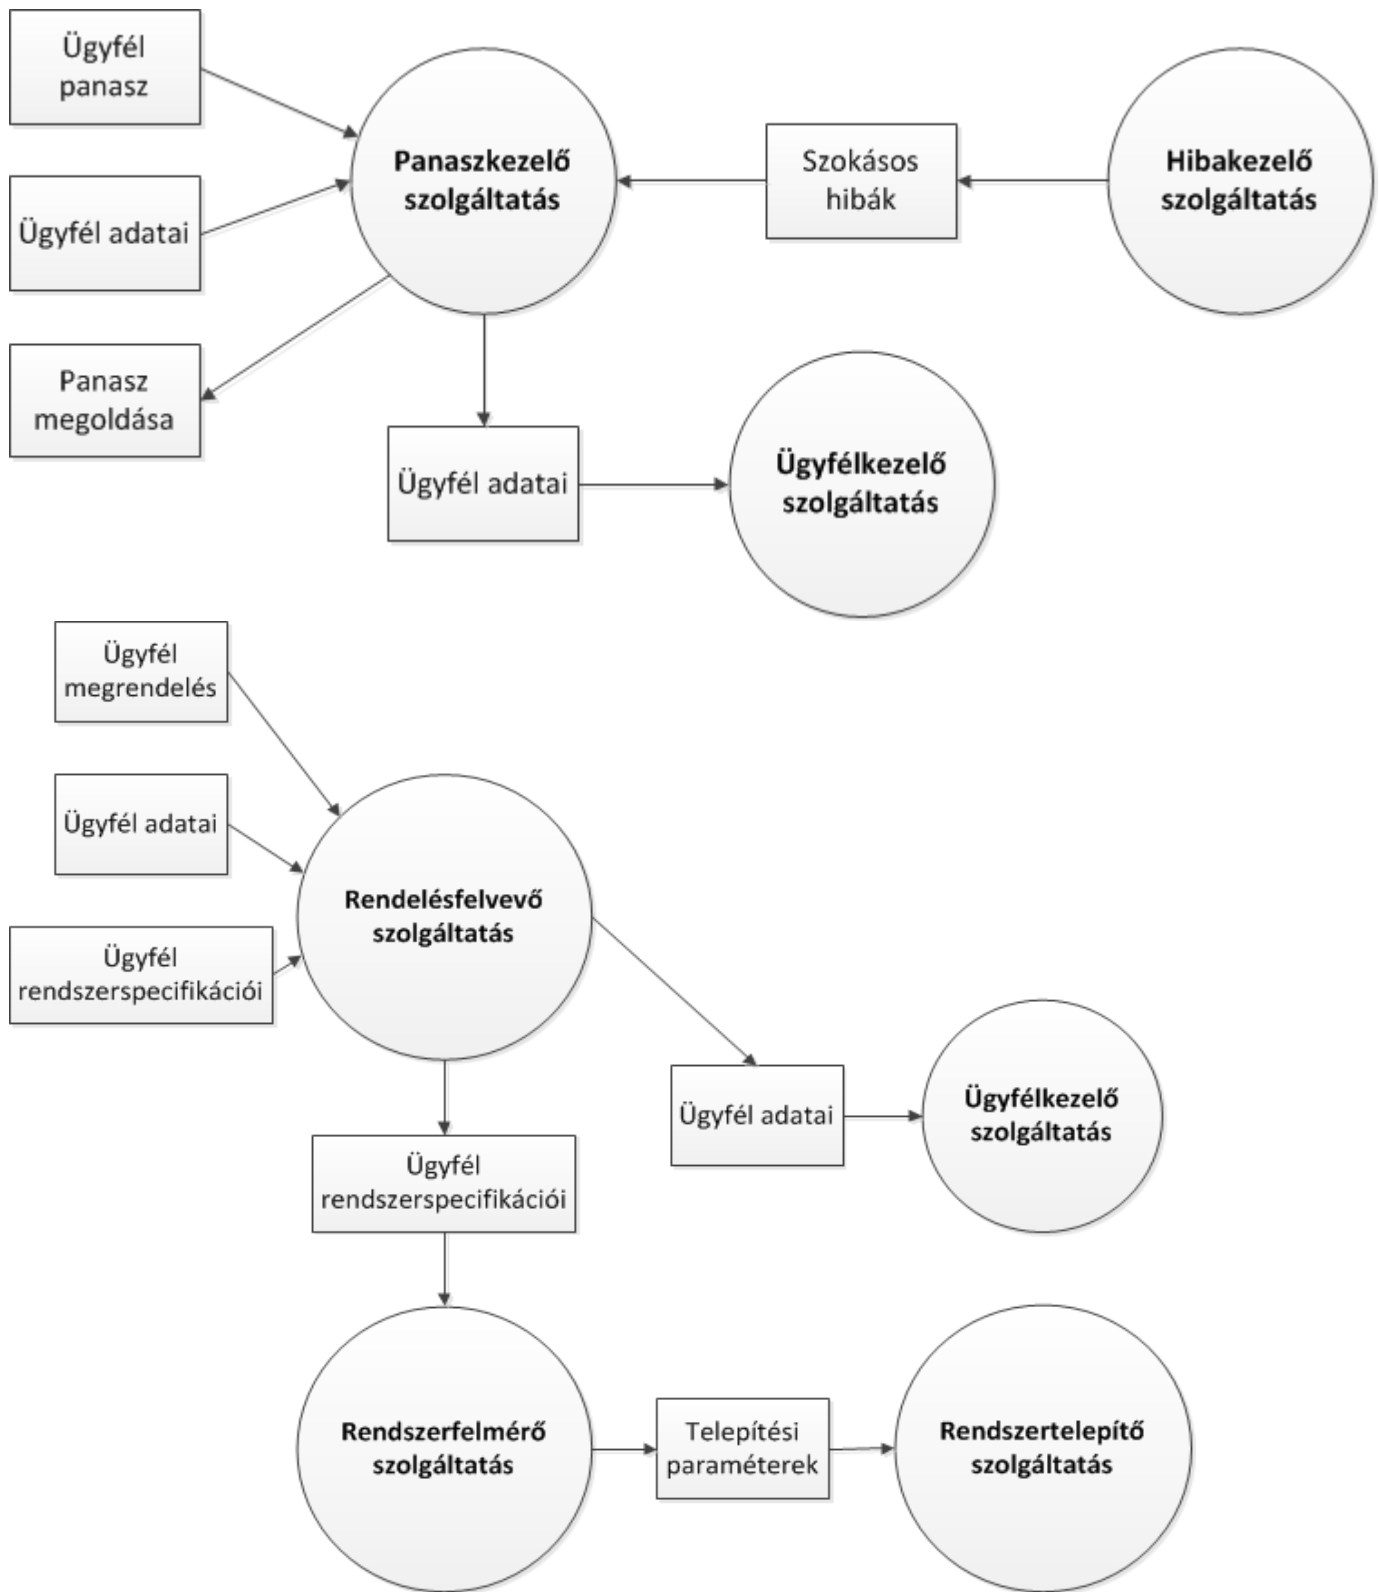 Ügyfél
panasz
Panaszkezelő
szolgáltatás
Szokásos
hibák
Hibakezelő
szolgáltatás
Ügyfél adatai
Panasz
megoldása
Ügyfél adatai
Ügyfélkezelő
szolgáltatás
Ügyfél
megrendelés
Ügyfél adatai
Ügyfél
rendszerspecifikációi
Rendelésfelvevő
szolgáltatás
Ügyfél adatai
Ügyfélkezelő
szolgáltatás
Ügyfél
rendszerspecifikációi
Rendszerfelmérő
szolgáltatás
Telepítési
paraméterek
Rendszertelepítő
szolgáltatás